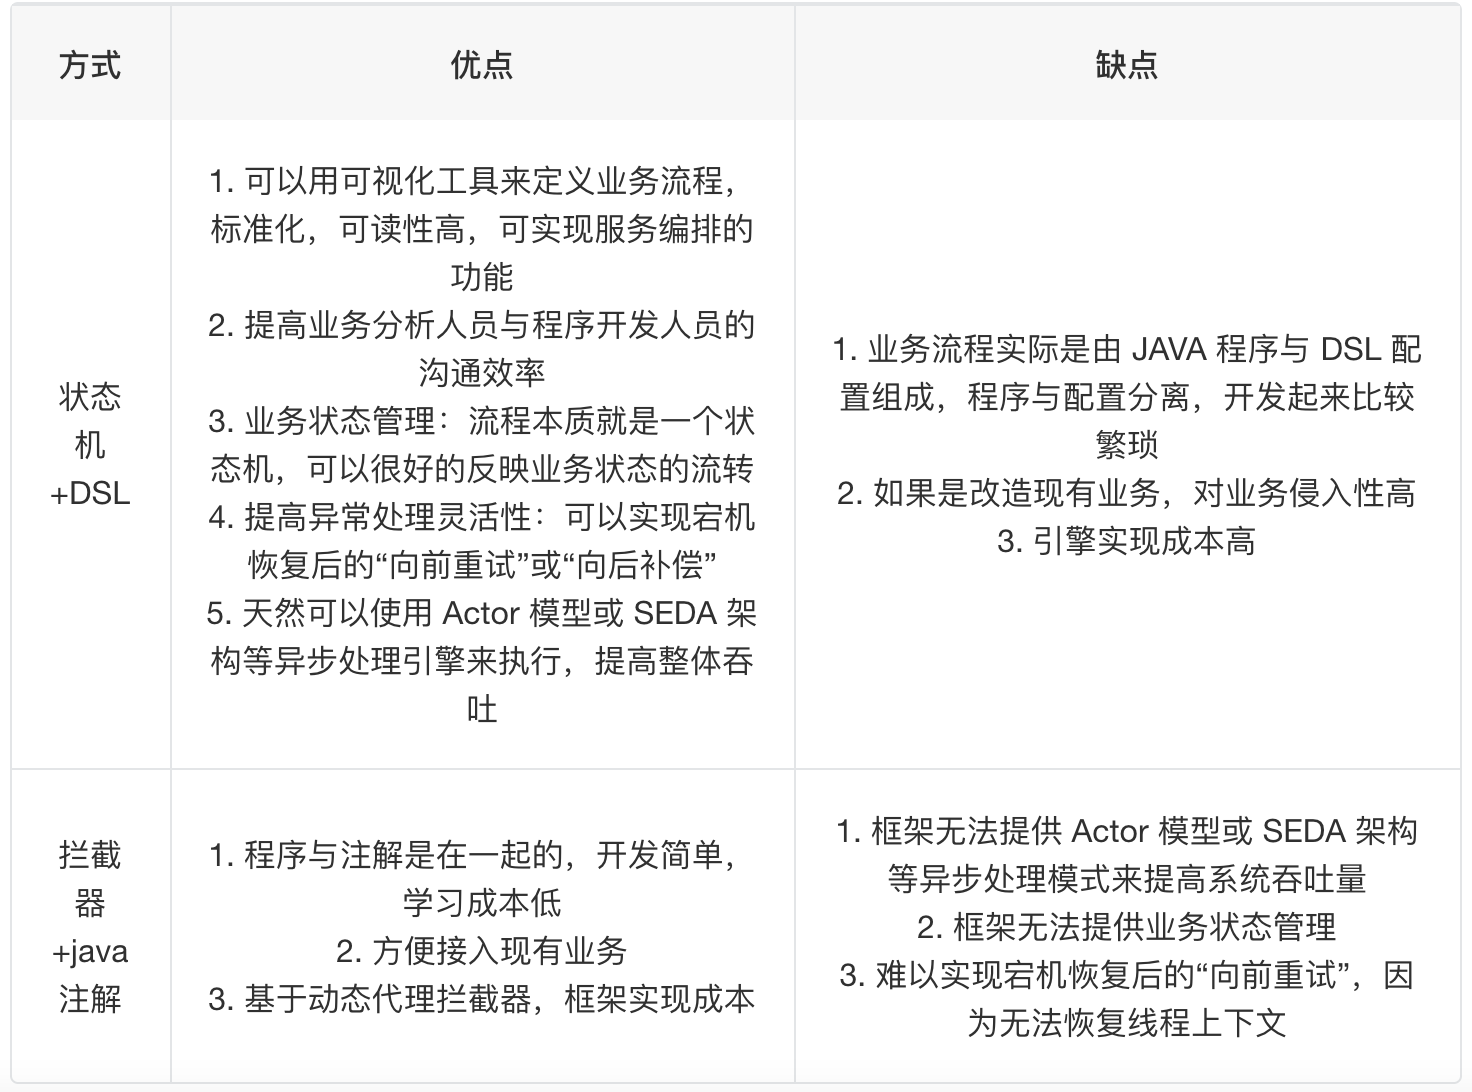 方式
优点
缺点
状态
机
+DSL
1. 可以用可视化工具来定义业务流程，
标准化，可读性高，可实现服务编排的
功能
2. 提高业务分析人员与程序开发人员的
沟通效率
3. 业务状态管理：流程本质就是一个状
态机，可以很好的反映业务状态的流转
4. 提高异常处理灵活性：可以实现宕机
恢复后的“向前重试”或“向后补偿”
5. 天然可以使用 Actor 模型或 SEDA 架
构等异步处理引擎来执行，提高整体吞
吐
1. 业务流程实际是由 JAVA 程序与 DSL 配
置组成，程序与配置分离，开发起来比较
繁琐
2. 如果是改造现有业务，对业务侵入性高
3. 引擎实现成本高
拦截
器
+java
注解
1. 程序与注解是在一起的，开发简单，
学习成本低
2. 方便接入现有业务
3. 基于动态代理拦截器，框架实现成本
1. 框架无法提供 Actor 模型或 SEDA 架构
等异步处理模式来提高系统吞吐量
2. 框架无法提供业务状态管理
3. 难以实现宕机恢复后的“向前重试”，因
为无法恢复线程上下文